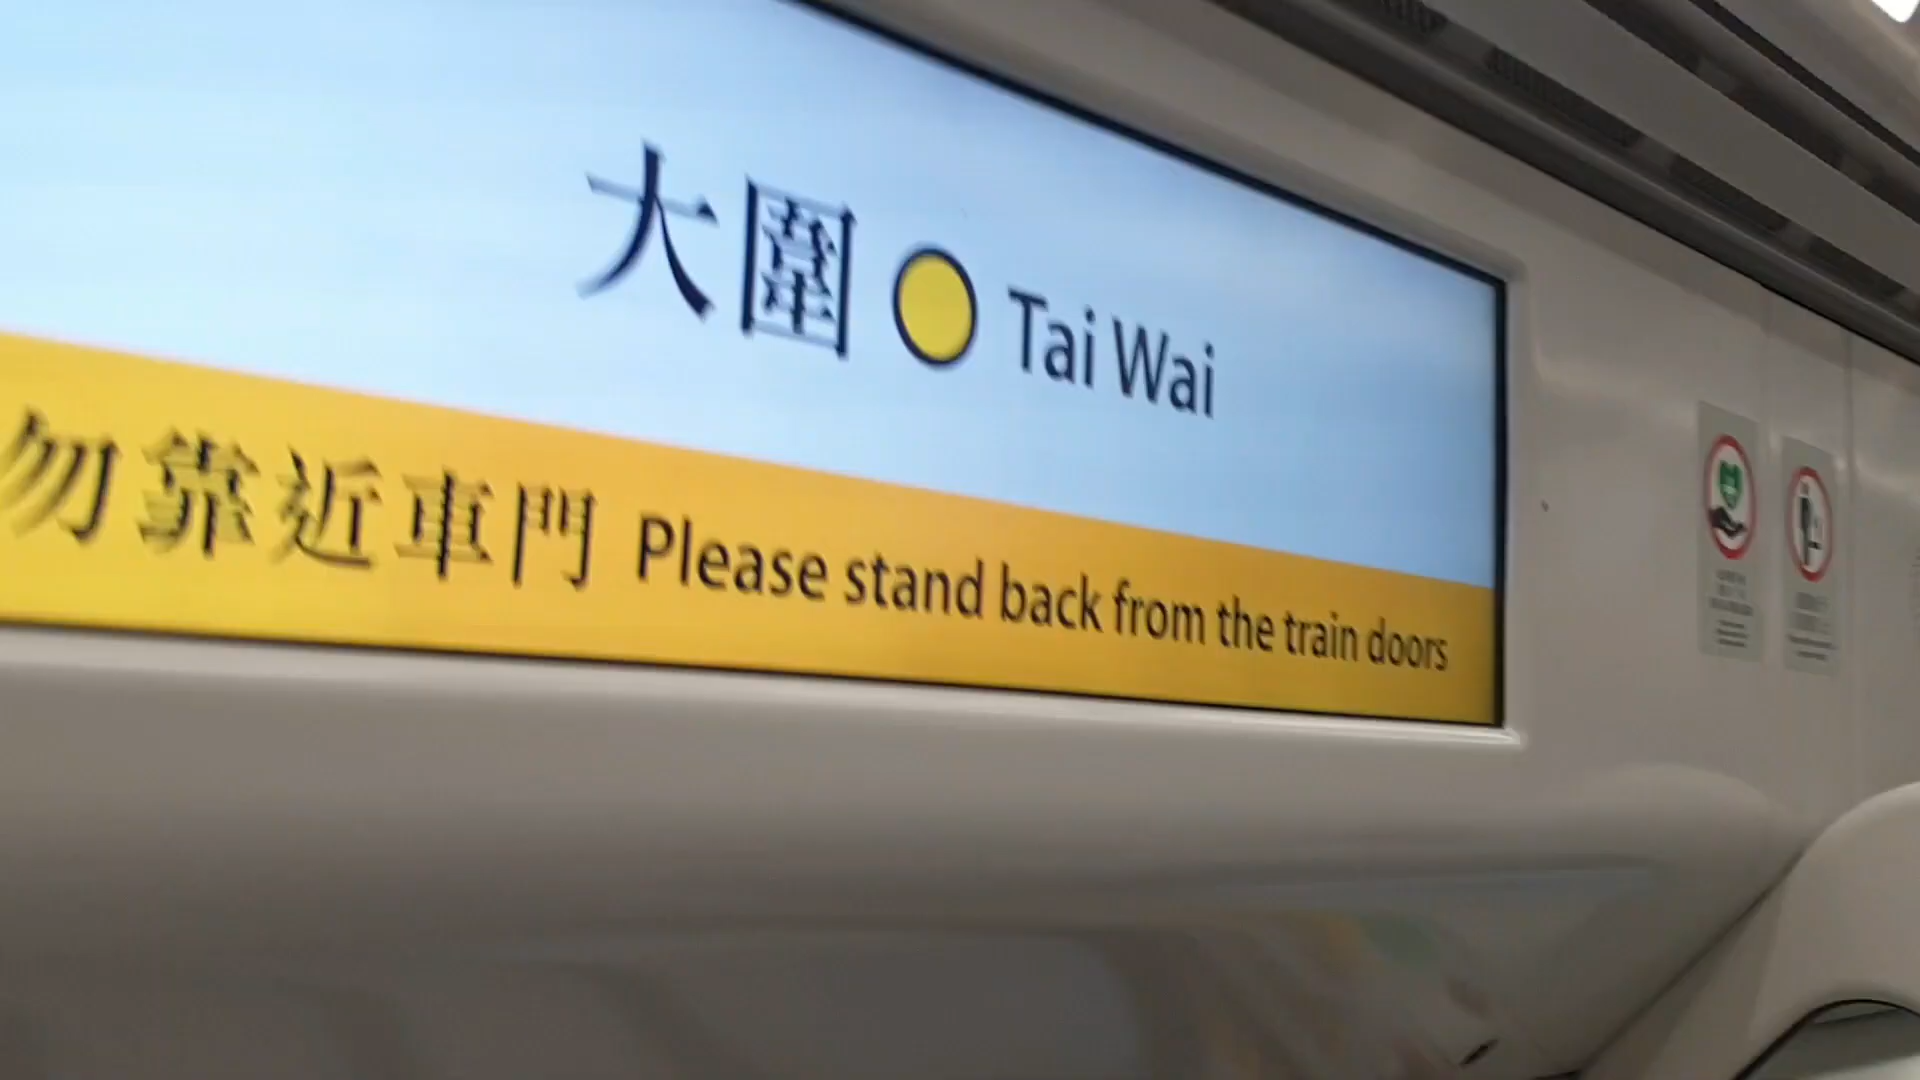 大圍 Tai Wai
勿靠近車門 Please stand back from the train doors